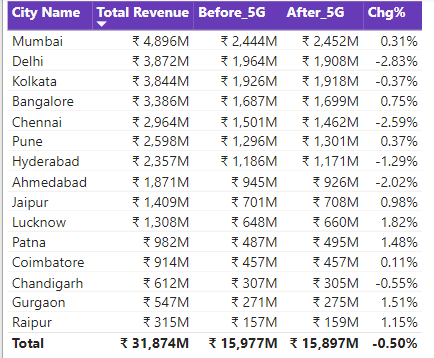 City Name Total Revenue Before_5G After_5G Chg%
Mumbai ₹ 4,896M ₹ 2,444M ₹ 2,452M 0.31%
Delhi ₹ 3,872M ₹ 1,964M ₹ 1,908M -2.83%
Kolkata ₹ 3,844M ₹ 1,926M ₹ 1,918M -0.37%
Bangalore ₹ 3,386M ₹ 1,687M ₹ 1,699M 0.75%
Chennai ₹ 2,964M ₹ 1,501M ₹ 1,462M -2.59%
Pune ₹ 2,598M ₹ 1,296M ₹ 1,301M 0.37%
Hyderabad ₹ 2,357M ₹ 1,186M ₹ 1,171M -1.29%
Ahmedabad ₹ 1,871M ₹ 945M ₹ 926M -2.02%
Jaipur ₹ 1,409M ₹ 701M ₹ 708M 0.98%
Lucknow ₹ 1,308M ₹ 648M ₹ 660M 1.82%
Patna ₹ 982M ₹ 487M ₹ 495M 1.48%
Coimbatore ₹ 914M ₹ 457M ₹ 457M 0.11%
Chandigarh ₹ 612M ₹ 307M ₹ 305M -0.55%
Gurgaon ₹ 547M ₹ 271M ₹ 275M 1.51%
Raipur ₹ 315M ₹ 157M ₹ 159M 1.15%
Total ₹ 31,874M ₹ 15,977M ₹ 15,897M -0.50%